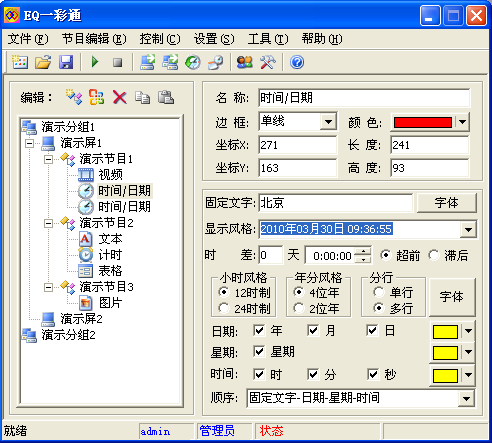 EQ一彩通
文件(F) 节目编辑(E) 控制(C) 设置(S) 工具(T) 帮助(H)
编辑：
演示分组1
演示屏1
演示节目1
视频
时间/日期
时间/日期
演示节目2
文本
计时
表格
演示节目3
图片
演示屏2
演示分组2
名 称: 时间/日期
边 框: 单线 颜 色:
坐标X: 271 长 度: 241
坐标Y: 163 高 度: 93
固定文字: 北京 字体
显示风格: 2010年03月30日 09:36:55
时 差: 0 天 0:00:00 超前 滞后
小时风格 年分风格 分行
12时制 4位年 单行 字体
24时制 2位年 多行
日期: 年 月 日
星期: 星期
时间: 时 分 秒
顺序: 固定文字-日期-星期-时间
就绪 admin 管理员 状态